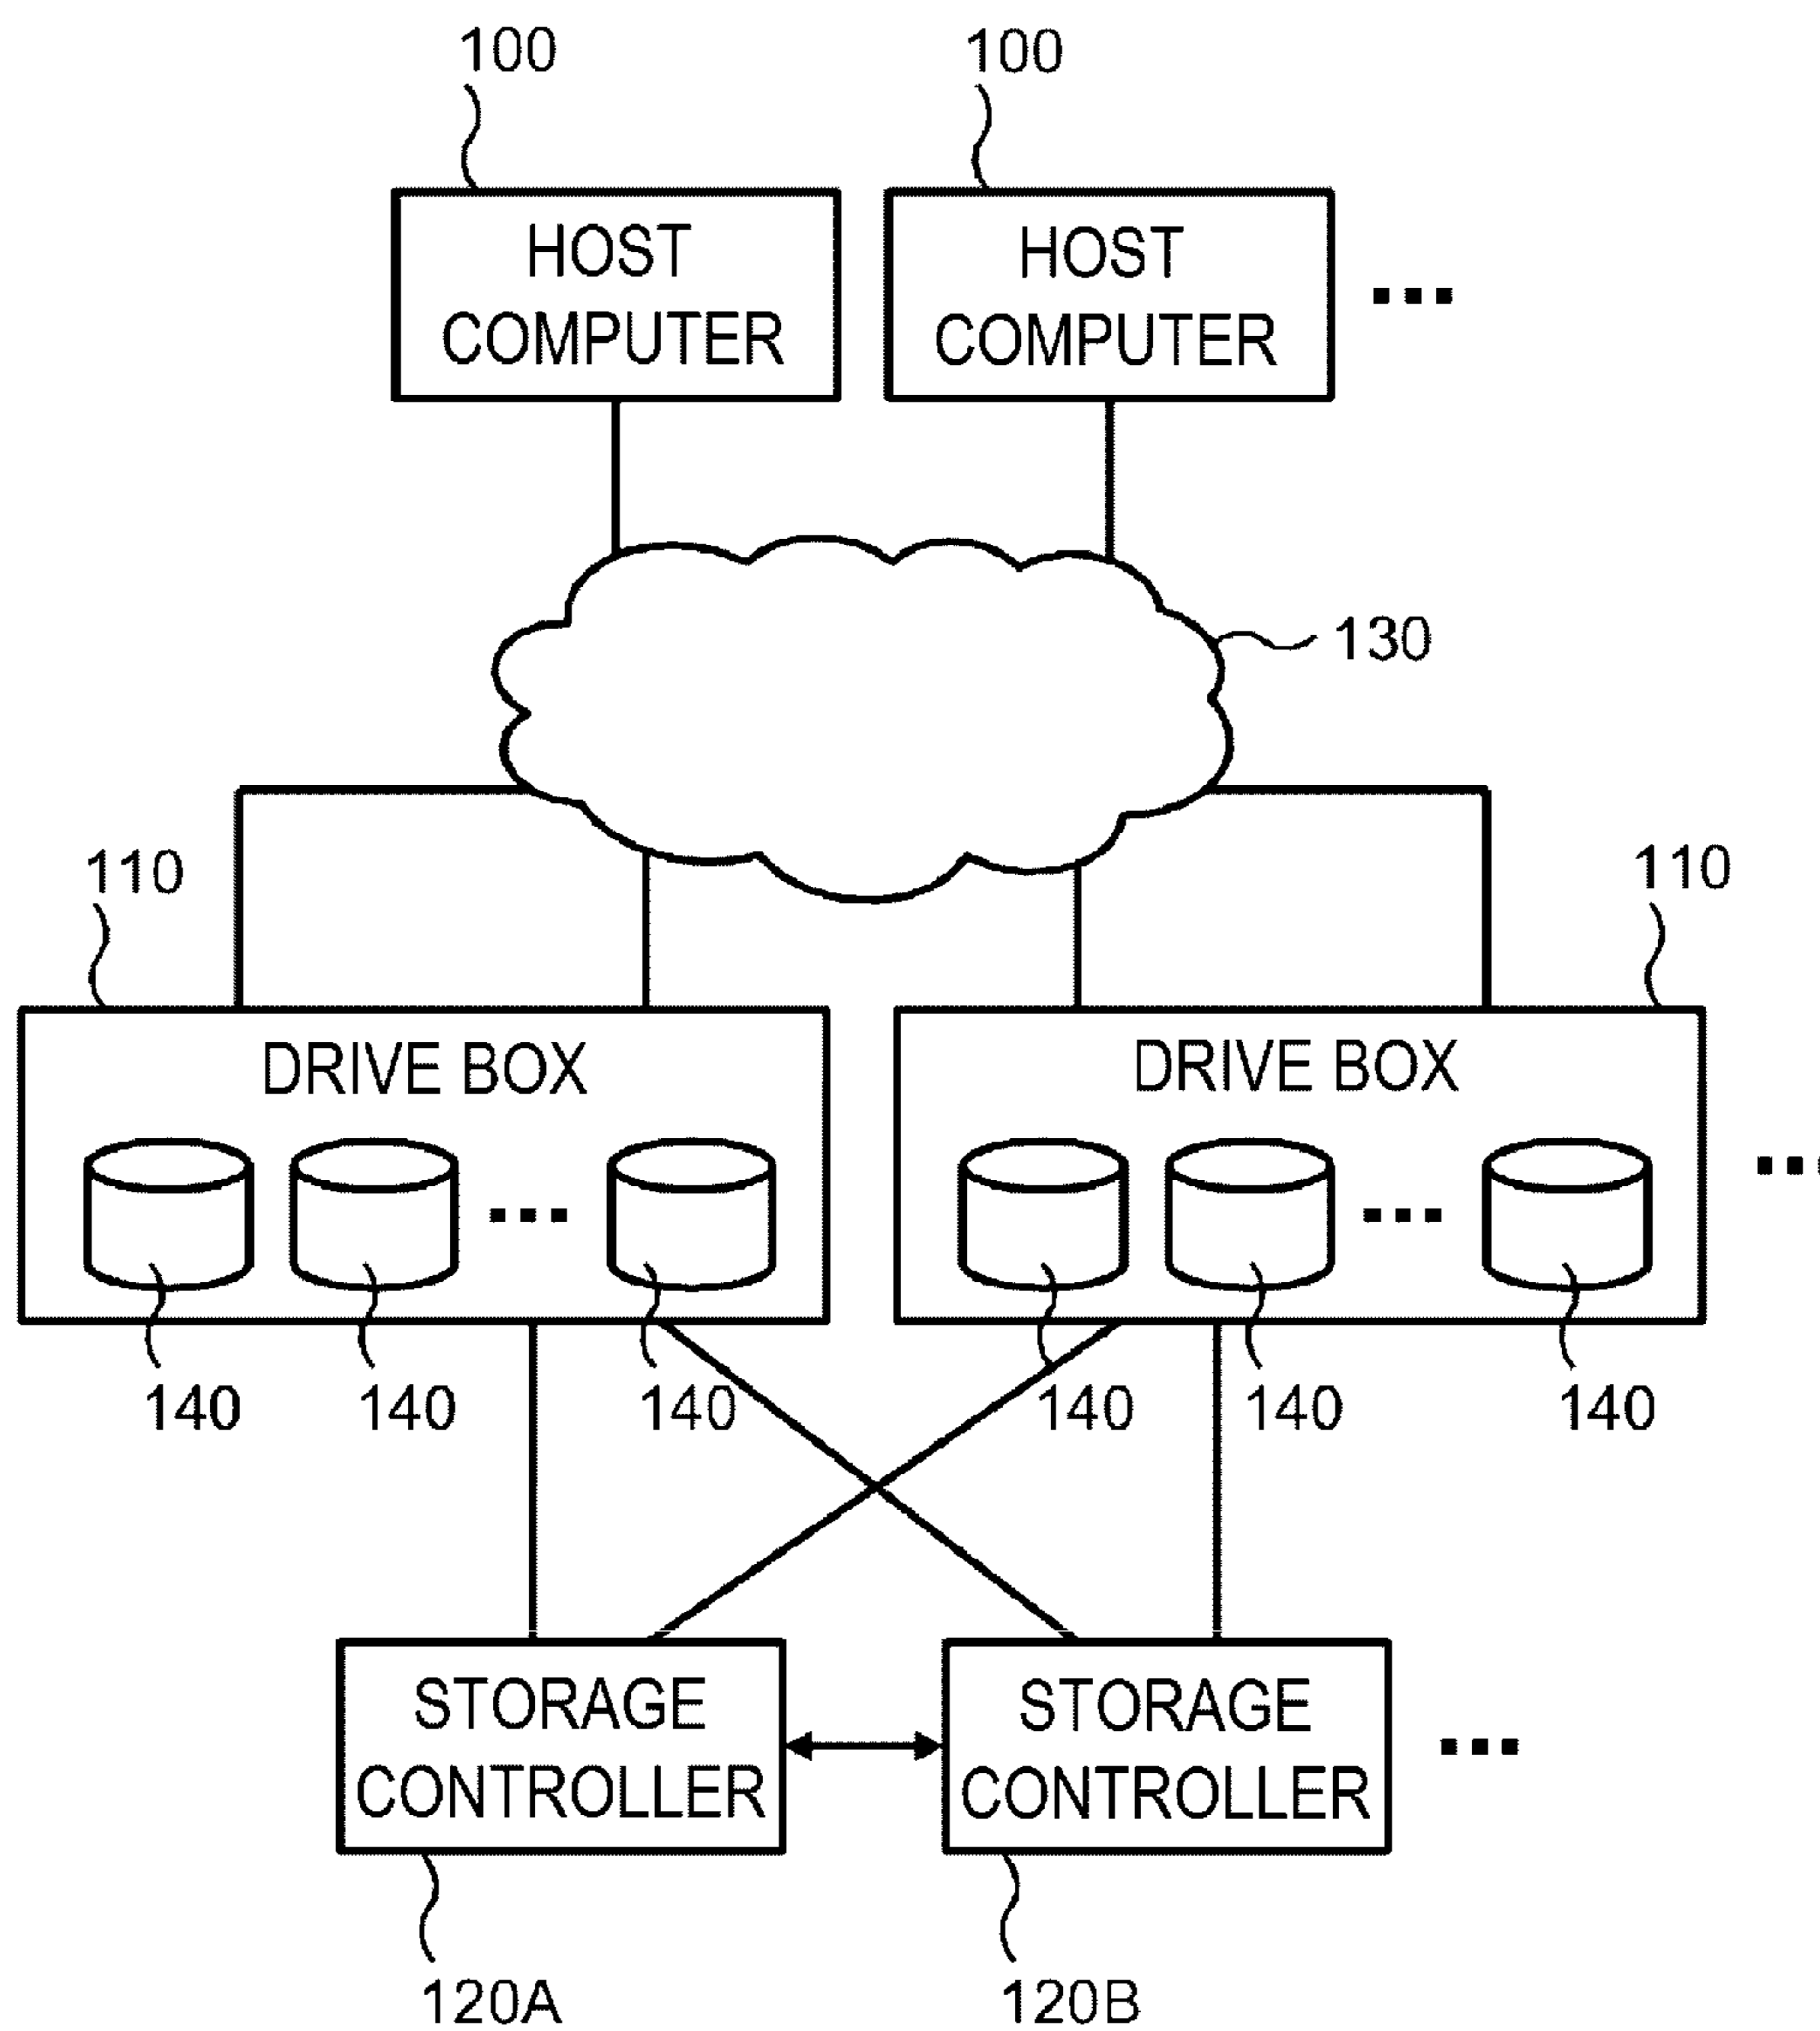 100 100
HOST HOST
COMPUTER COMPUTER
...
130
110 110
DRIVE BOX DRIVE BOX
... ... ...
140 140 140 140 140 140
STORAGE STORAGE
CONTROLLER CONTROLLER
...
120A 120B